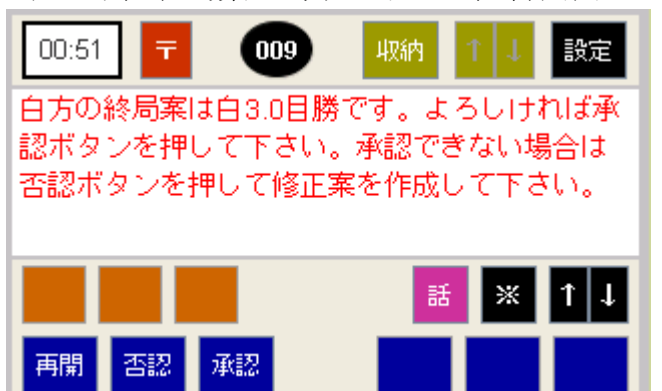 00:51 〒 009 収納 ↑ ↓ 設定
白方の終局案は白3.0目勝です。よろしければ承
認ボタンを押して下さい。承認できない場合は
否認ボタンを押して修正案を作成して下さい。
話 ※ ↑ ↓
再開 否認 承認